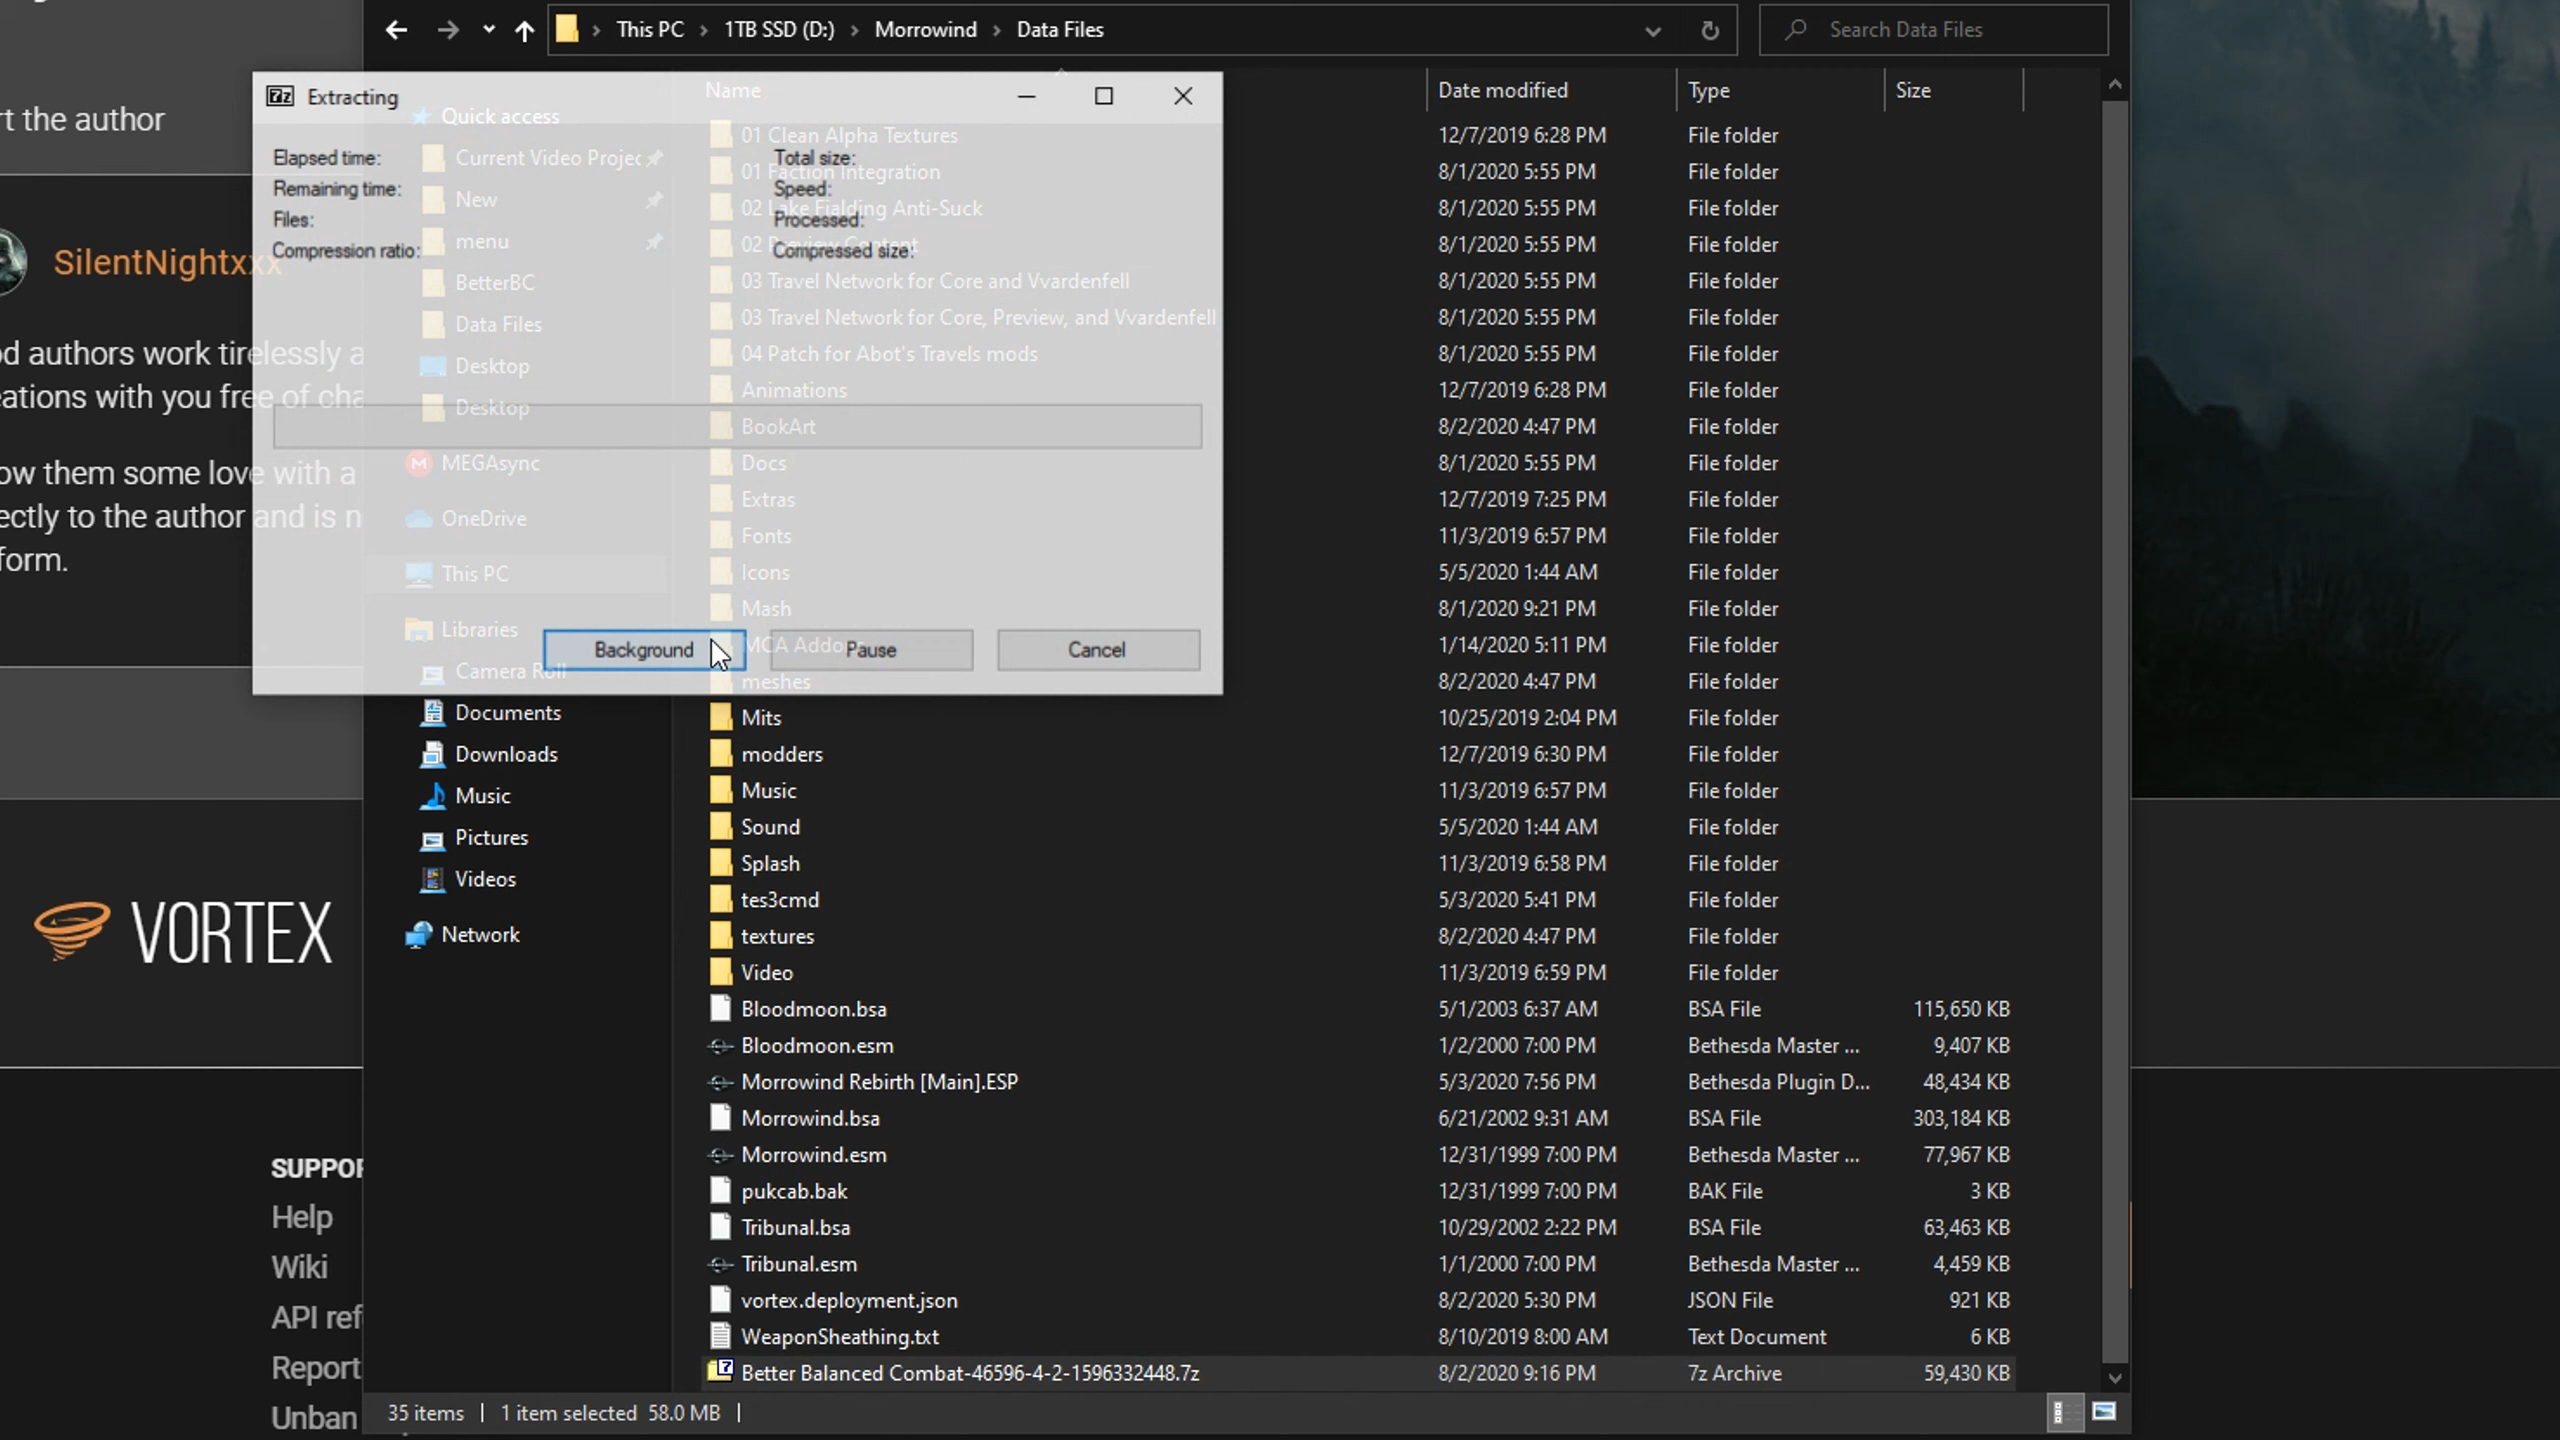 This PC > 1TB SSD (D:) > Morrowind > Data Files
Search Data Files
Extracting
Elapsed time:
Remaining time:
Files:
Compression ratio:
Total size:
Speed:
Processed:
Compressed size:
Background
Pause
Cancel
rt the author
SilentNightxxx
od authors work tirelessly a
eations with you free of cha
ow them some love with a
ectly to the author and is n
form.
VORTEX
SUPPOR
Help
Wiki
API ref
Report
Unban
Quick access
Current Video Projec
New
menu
BetterBC
Data Files
Desktop
Desktop
MEGAsync
OneDrive
This PC
Libraries
Camera Roll
Documents
Downloads
Music
Pictures
Videos
Network
Name Date modified Type Size
01 Clean Alpha Textures 12/7/2019 6:28 PM File folder
01 Faction Integration 8/1/2020 5:55 PM File folder
02 Lake Fjalding Anti-Suck 8/1/2020 5:55 PM File folder
02 Preview Content 8/1/2020 5:55 PM File folder
03 Travel Network for Core and Vvardenfell 8/1/2020 5:55 PM File folder
03 Travel Network for Core, Preview, and Vvardenfell 8/1/2020 5:55 PM File folder
04 Patch for Abot's Travels mods 8/1/2020 5:55 PM File folder
Animations 12/7/2019 6:28 PM File folder
BookArt 8/2/2020 4:47 PM File folder
Docs 8/1/2020 5:55 PM File folder
Extras 12/7/2019 7:25 PM File folder
Fonts 11/3/2019 6:57 PM File folder
Icons 5/5/2020 1:44 AM File folder
Mash 8/1/2020 9:21 PM File folder
MCA Addo 1/14/2020 5:11 PM File folder
meshes 8/2/2020 4:47 PM File folder
Mits 10/25/2019 2:04 PM File folder
modders 12/7/2019 6:30 PM File folder
Music 11/3/2019 6:57 PM File folder
Sound 5/5/2020 1:44 AM File folder
Splash 11/3/2019 6:58 PM File folder
tes3cmd 5/3/2020 5:41 PM File folder
textures 8/2/2020 4:47 PM File folder
Video 11/3/2019 6:59 PM File folder
Bloodmoon.bsa 5/1/2003 6:37 AM BSA File 115,650 KB
Bloodmoon.esm 1/2/2000 7:00 PM Bethesda Master ... 9,407 KB
Morrowind Rebirth [Main].ESP 5/3/2020 7:56 PM Bethesda Plugin D... 48,434 KB
Morrowind.bsa 6/21/2002 9:31 AM BSA File 303,184 KB
Morrowind.esm 12/31/1999 7:00 PM Bethesda Master ... 77,967 KB
pukcab.bak 12/31/1999 7:00 PM BAK File 3 KB
Tribunal.bsa 10/29/2002 2:22 PM BSA File 63,463 KB
Tribunal.esm 1/1/2000 7:00 PM Bethesda Master ... 4,459 KB
vortex.deployment.json 8/2/2020 5:30 PM JSON File 921 KB
WeaponSheathing.txt 8/10/2019 8:00 AM Text Document 6 KB
Better Balanced Combat-46596-4-2-1596332448.7z 8/2/2020 9:16 PM 7z Archive 59,430 KB
35 items | 1 item selected 58.0 MB |